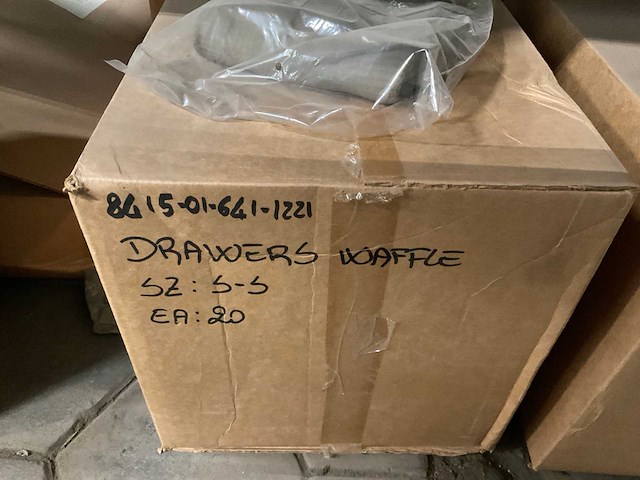 8415-01-641-1221
DRAWERS WAFFLE
SZ: S-S
EA: 20